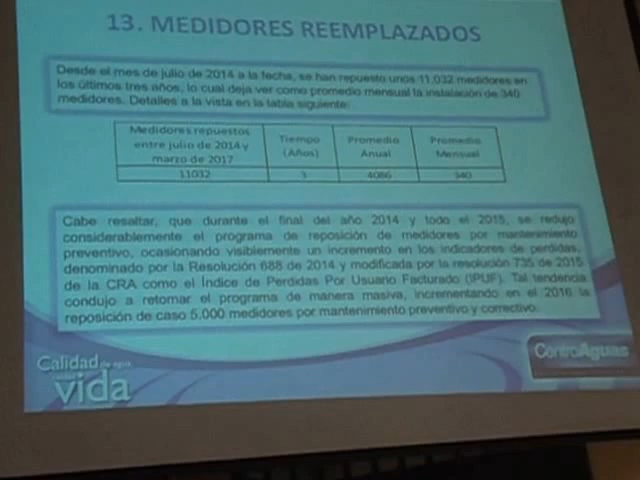 13. MEDIDORES REEMPLAZADOS
Desde el mes de julio de 2014 a la fecha, se han repuesto unos 11.032 medidores en
los últimos tres años, lo cual deja ver como promedio mensual la instalación de 340
medidores. Detalles a la vista en la tabla siguiente:
Medidores repuestos entre julio de 2014 y marzo de 2017 Tiempo (Años) Promedio Anual Promedio Mensual
11032 3 4086 340
Cabe resaltar, que durante el final del año 2014 y todo el 2015, se redujo
considerablemente el programa de reposición de medidores por mantenimiento
preventivo, ocasionando visiblemente un incremento en los indicadores de perdidas,
denominado por la Resolución 688 de 2014 y modificada por la resolución 735 de 2015
de la CRA como el Índice de Perdidas Por Usuario Facturado (IPUF). Tal tendencia
condujo a retomar el programa de manera masiva, incrementando en el 2016 la
reposición de caso 5.000 medidores por mantenimiento preventivo y correctivo.
Calidad de agua,
vida
ControAguas